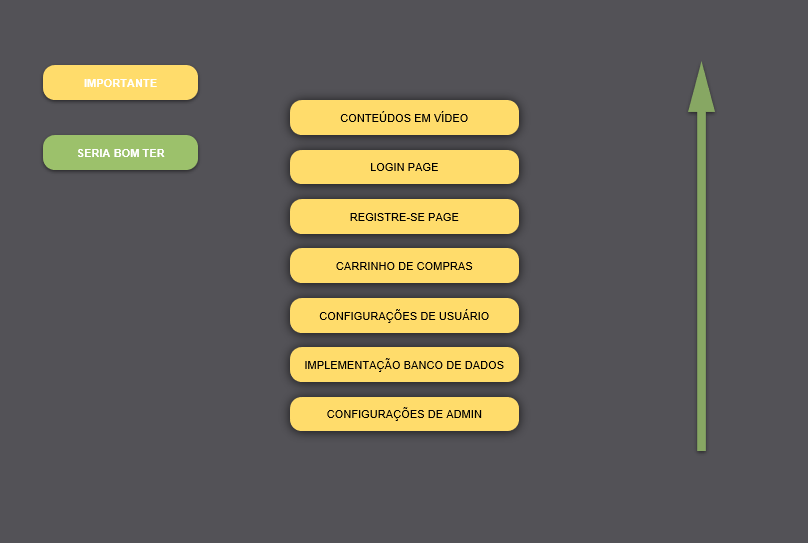 IMPORTANTE
SERIA BOM TER
CONTEÚDOS EM VÍDEO
LOGIN PAGE
REGISTRE-SE PAGE
CARRINHO DE COMPRAS
CONFIGURAÇÕES DE USUÁRIO
IMPLEMENTAÇÃO BANCO DE DADOS
CONFIGURAÇÕES DE ADMIN